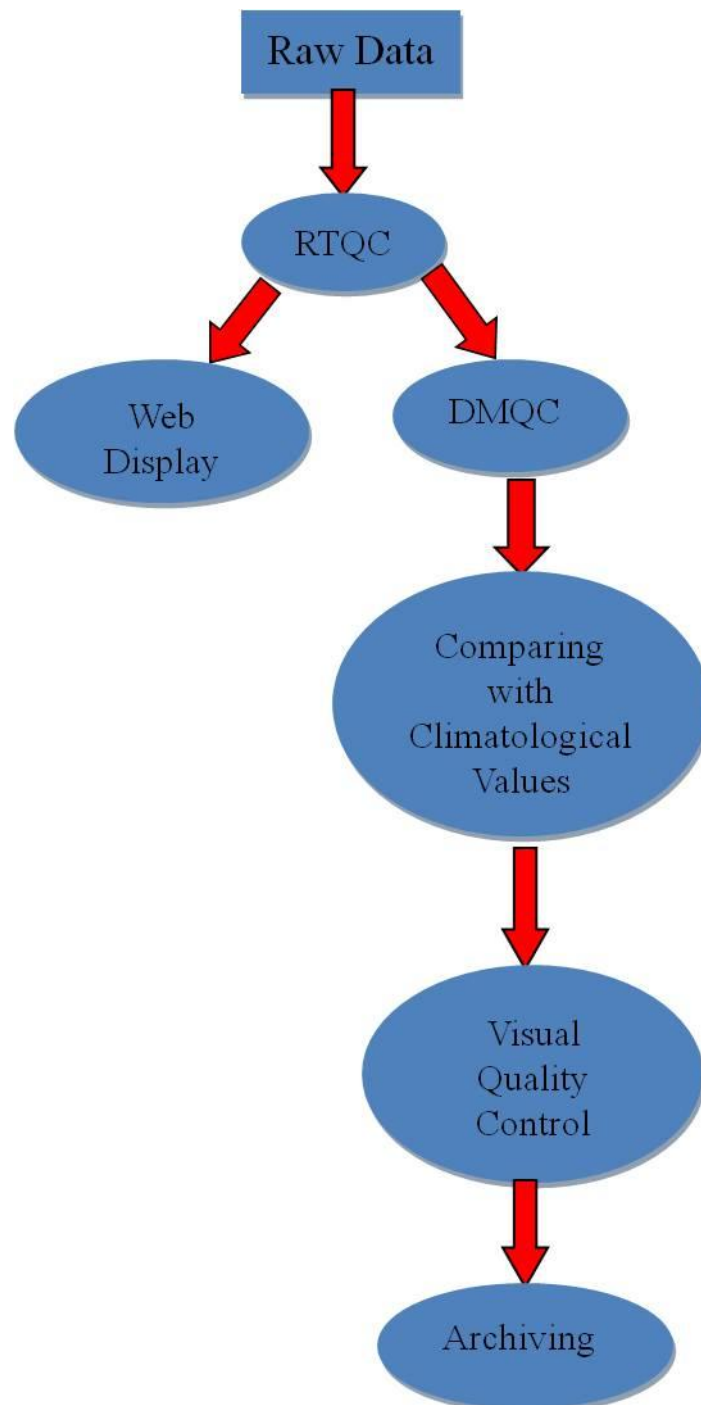 Raw Data
RTQC
Web
Display
DMQC
Comparing
with
Climatological
Values
Visual
Quality
Control
Archiving